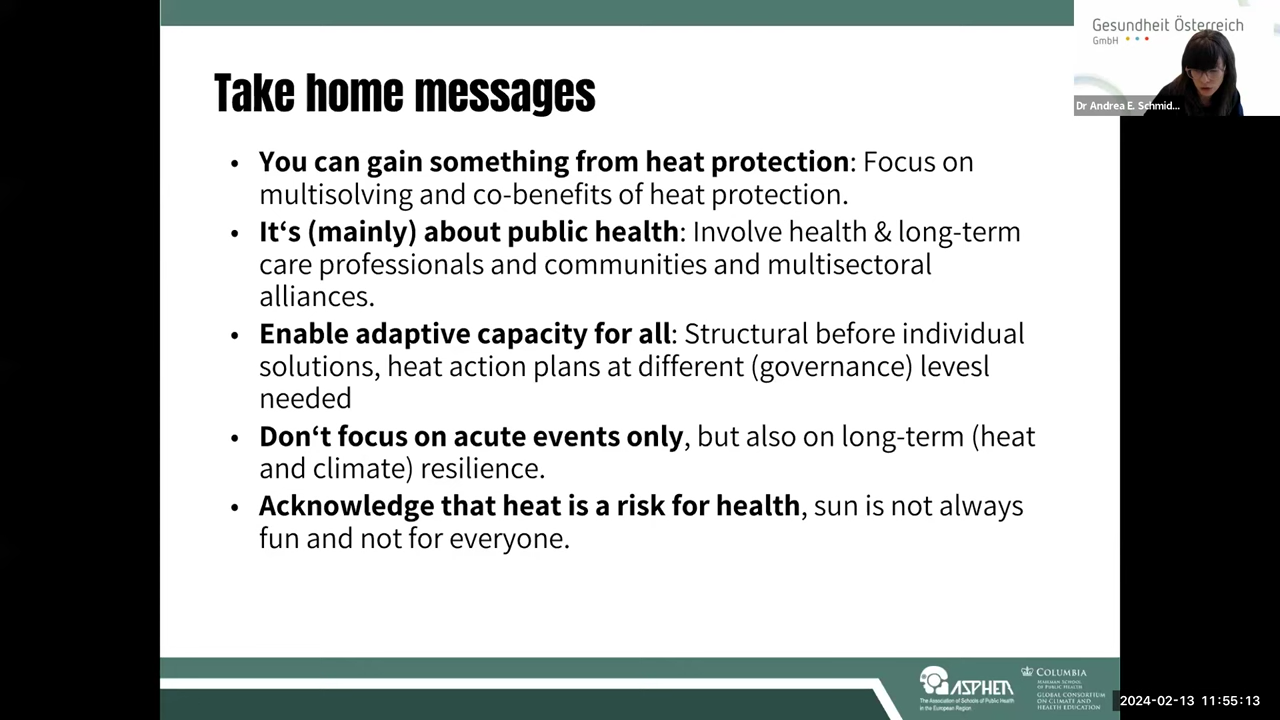 Gesundheit Österreich
GmbH
Dr Andrea E. Schmid...
Take home messages
• You can gain something from heat protection: Focus on
multisolving and co-benefits of heat protection.
• It‘s (mainly) about public health: Involve health & long-term
care professionals and communities and multisectoral
alliances.
• Enable adaptive capacity for all: Structural before individual
solutions, heat action plans at different (governance) levesl
needed
• Don‘t focus on acute events only, but also on long-term (heat
and climate) resilience.
• Acknowledge that heat is a risk for health, sun is not always
fun and not for everyone.
ASPHER
The Association of Schools of Public Health
in the European Region
COLUMBIA
MAILMAN SCHOOL
OF PUBLIC HEALTH
GLOBAL CONSORTIUM
ON CLIMATE AND
HEALTH EDUCATION
2024-02-13 11:55:13